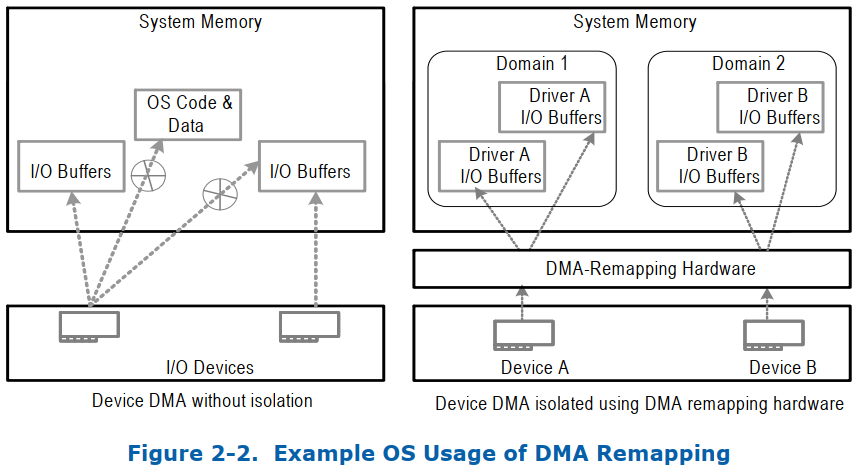 System Memory
OS Code &
Data
I/O Buffers
I/O Buffers
I/O Devices
Device DMA without isolation
System Memory
Domain 1
Driver A
I/O Buffers
Driver A
I/O Buffers
Domain 2
Driver B
I/O Buffers
Driver B
I/O Buffers
DMA-Remapping Hardware
Device A
Device B
Device DMA isolated using DMA remapping hardware
Figure 2-2. Example OS Usage of DMA Remapping